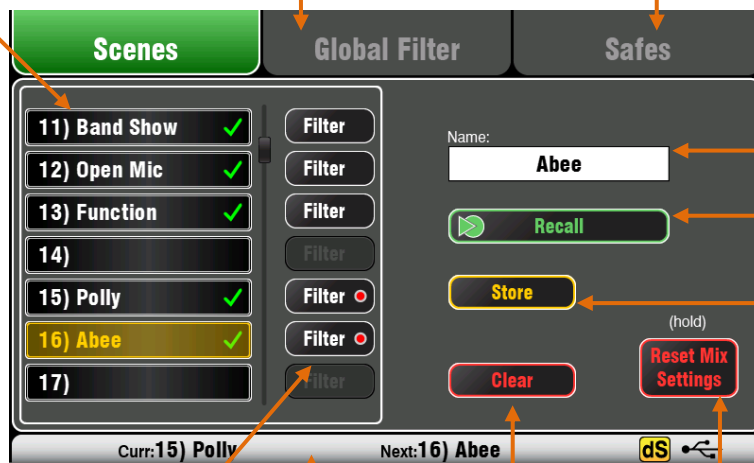 Scenes
Global Filter
Safes
11) Band Show
Filter
12) Open Mic
Filter
13) Function
Filter
14)
Filter
15) Polly
Filter
16) Abee
Filter
17)
Filter
Name:
Abee
Recall
Store
(hold)
Reset Mix
Settings
Clear
Curr:15) Polly
Next:16) Abee
dS